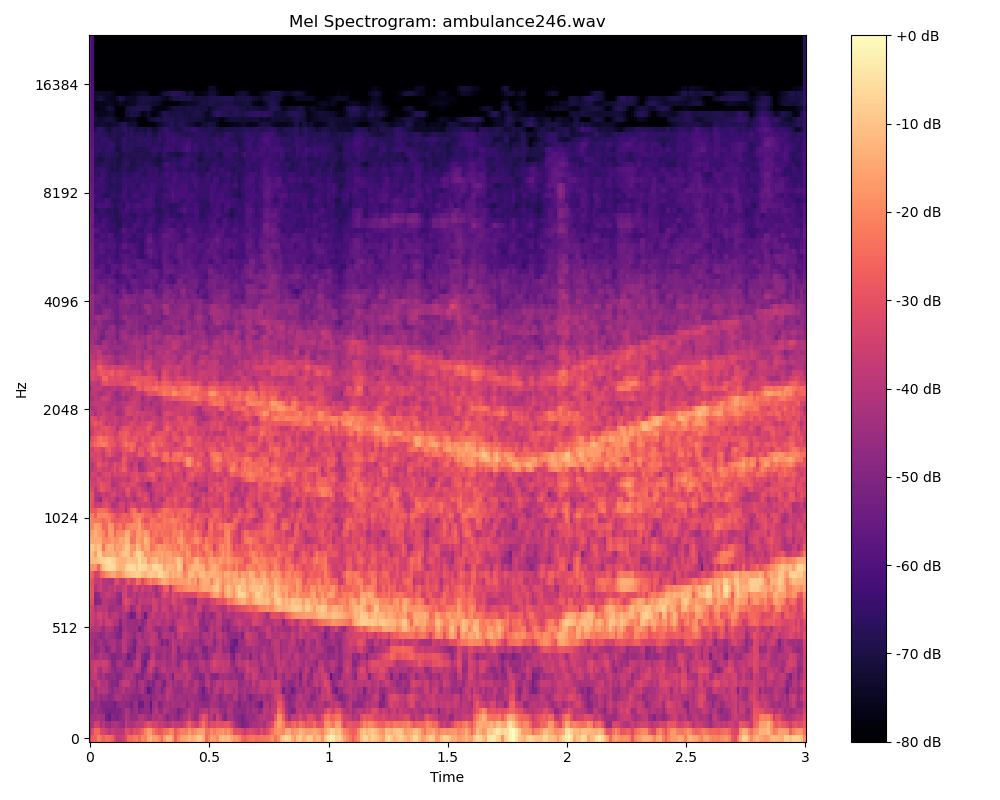 Mel Spectrogram: ambulance246.wav
+0 dB
16384
-10 dB
8192
-20 dB
4096
-30 dB
Hz
2048
-40 dB
1024
-50 dB
512
-60 dB
-70 dB
0
-80 dB
0 0.5 1 1.5 2 2.5 3
Time